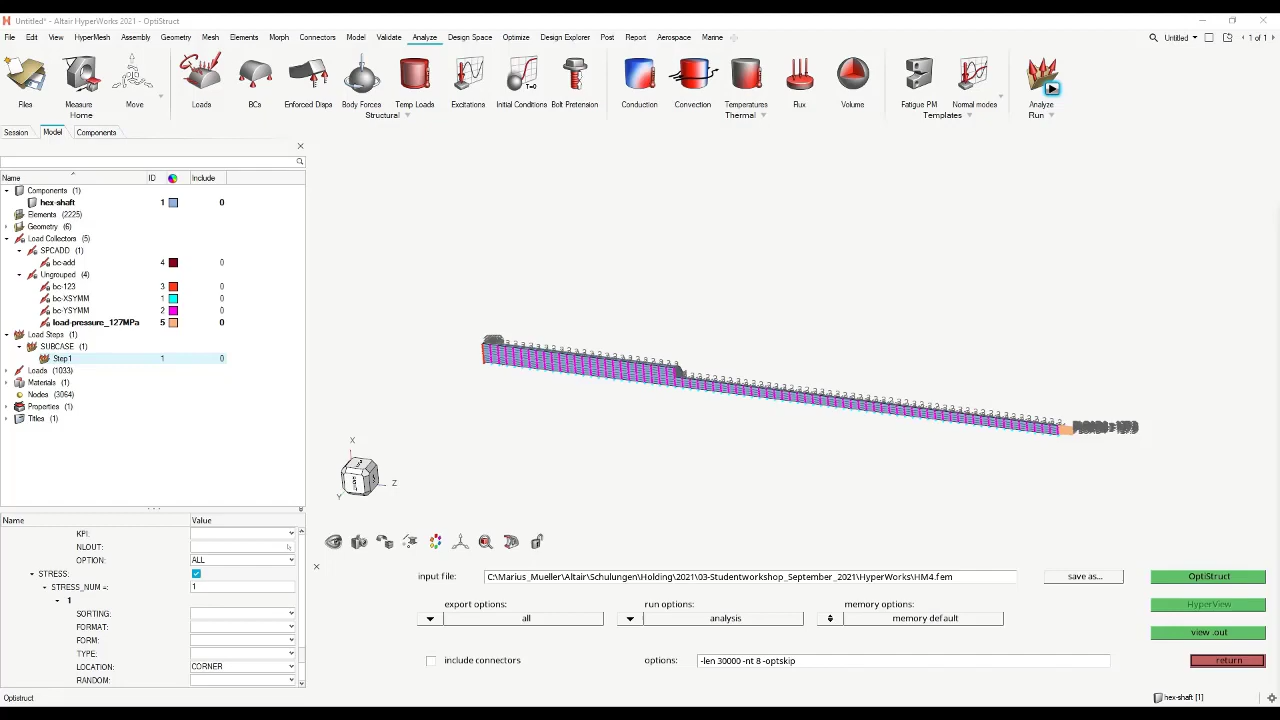 Untitled* - Altair HyperWorks 2021 - OptiStruct
File Edit View HyperMesh Assembly Geometry Mesh Elements Morph Connectors Model Validate Analyze Design Space Optimize Design Explorer Post Report Aerospace Marine Untitled 1 of 1
Files Measure Move Loads BCs Enforced Disps Body Forces Temp Loads Excitations Initial Conditions Bolt Pretension Conduction Convection Temperatures Flux Volume Fatigue PM Normal modes Analyze
Home Structural Thermal Templates Run
Session Model Components
Name ID Include
Components (1)
hex-shaft 1 0
Elements (2225)
Geometry (6)
Load Collectors (5)
SPCADD (1)
bc-add 4 0
Ungrouped (4)
bc-123 3 0
bc-XSYMM 1 0
bc-YSYMM 2 0
load-pressure_127MPa 5 0
Load Steps (1)
SUBCASE (1)
Step1 1 0
Loads (1033)
Materials (1)
Nodes (3064)
Properties (1)
Titles (1)
X
Z
Y
Name Value
KPI:
NLOUT:
OPTION: ALL
STRESS:
STRESS_NUM =: 1
1
SORTING:
FORMAT:
FORM:
TYPE:
LOCATION: CORNER
RANDOM:
input file: C:\Marius_Mueller\Altair\Schulungen\Holding\2021\03-Studentworkshop_September_2021\HyperWorks\HM4.fem save as... OptiStruct
export options: run options: memory options: HyperView
all analysis memory default
view .out
include connectors options: -len 30000 -nt 8 -optskip return
Optistruct hex-shaft [1]